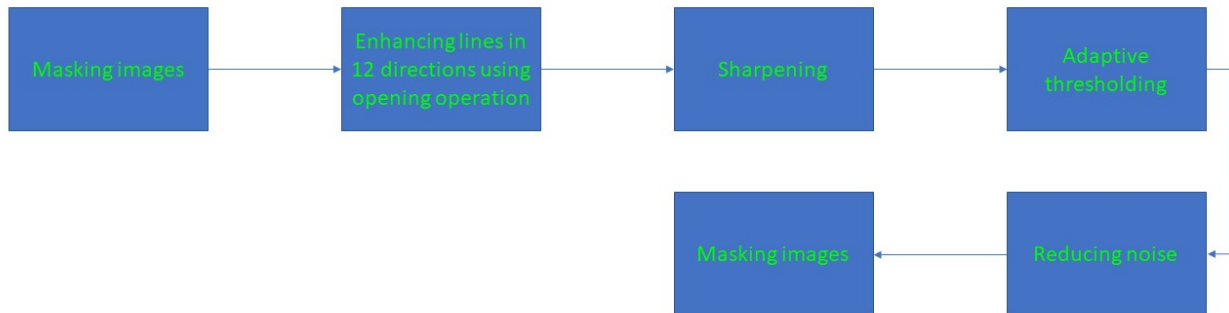 Masking images
Enhancing lines in
12 directions using
opening operation
Sharpening
Adaptive
thresholding
Reducing noise
Masking images